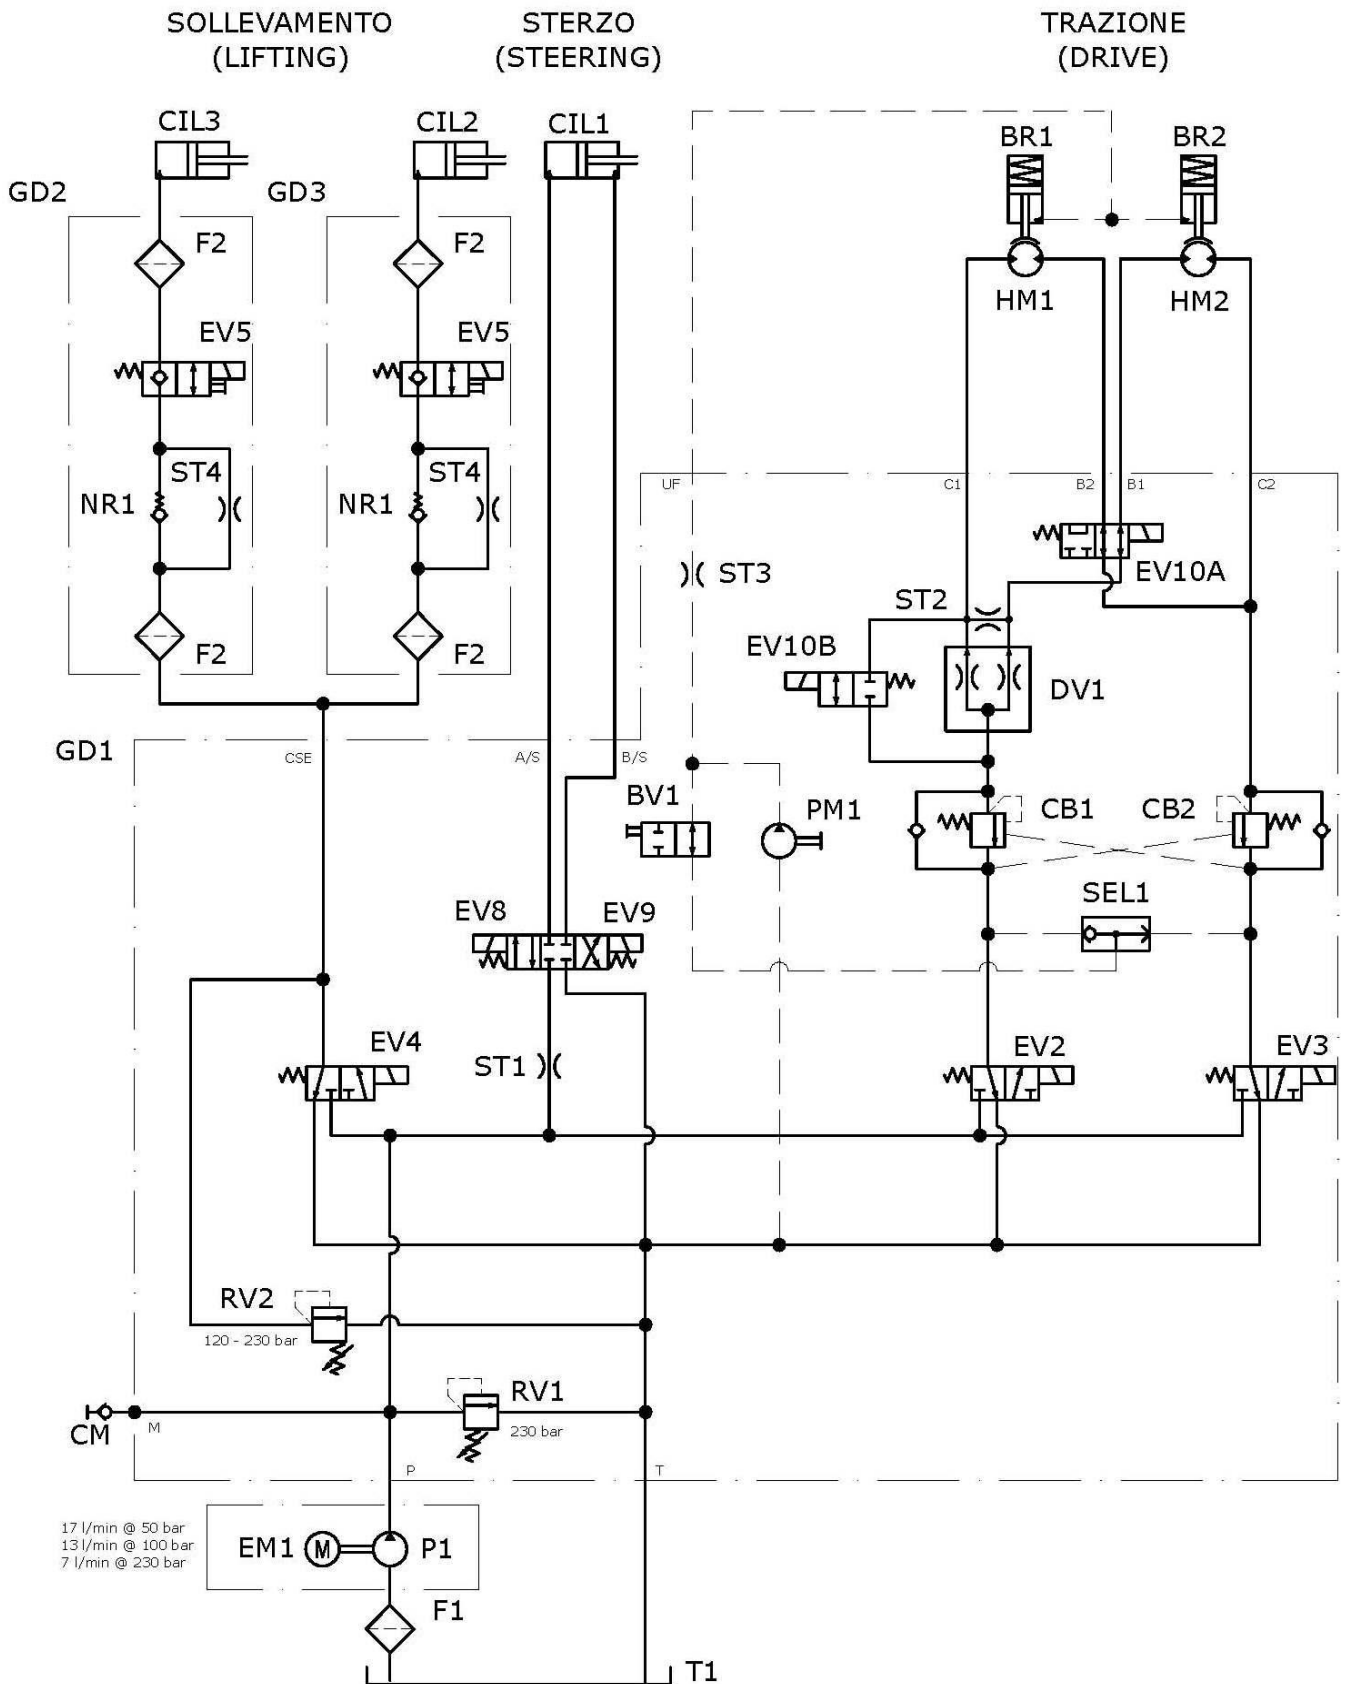 SOLLEVAMENTO
(LIFTING)
STERZO
(STEERING)
TRAZIONE
(DRIVE)
CIL3
CIL2
CIL1
BR1
BR2
GD2
GD3
F2
F2
HM1
HM2
EV5
EV5
ST4
ST4
NR1
NR1
UF
C1
B2
B1
C2
ST3
EV10A
ST2
F2
F2
EV10B
DV1
GD1
CSE
A/S
B/S
BV1
PM1
CB1
CB2
SEL1
EV8
EV9
EV4
ST1
EV2
EV3
RV2
120 - 230 bar
RV1
230 bar
CM
M
P
T
17 l/min @ 50 bar
13 l/min @ 100 bar
7 l/min @ 230 bar
EM1
M
P1
F1
T1